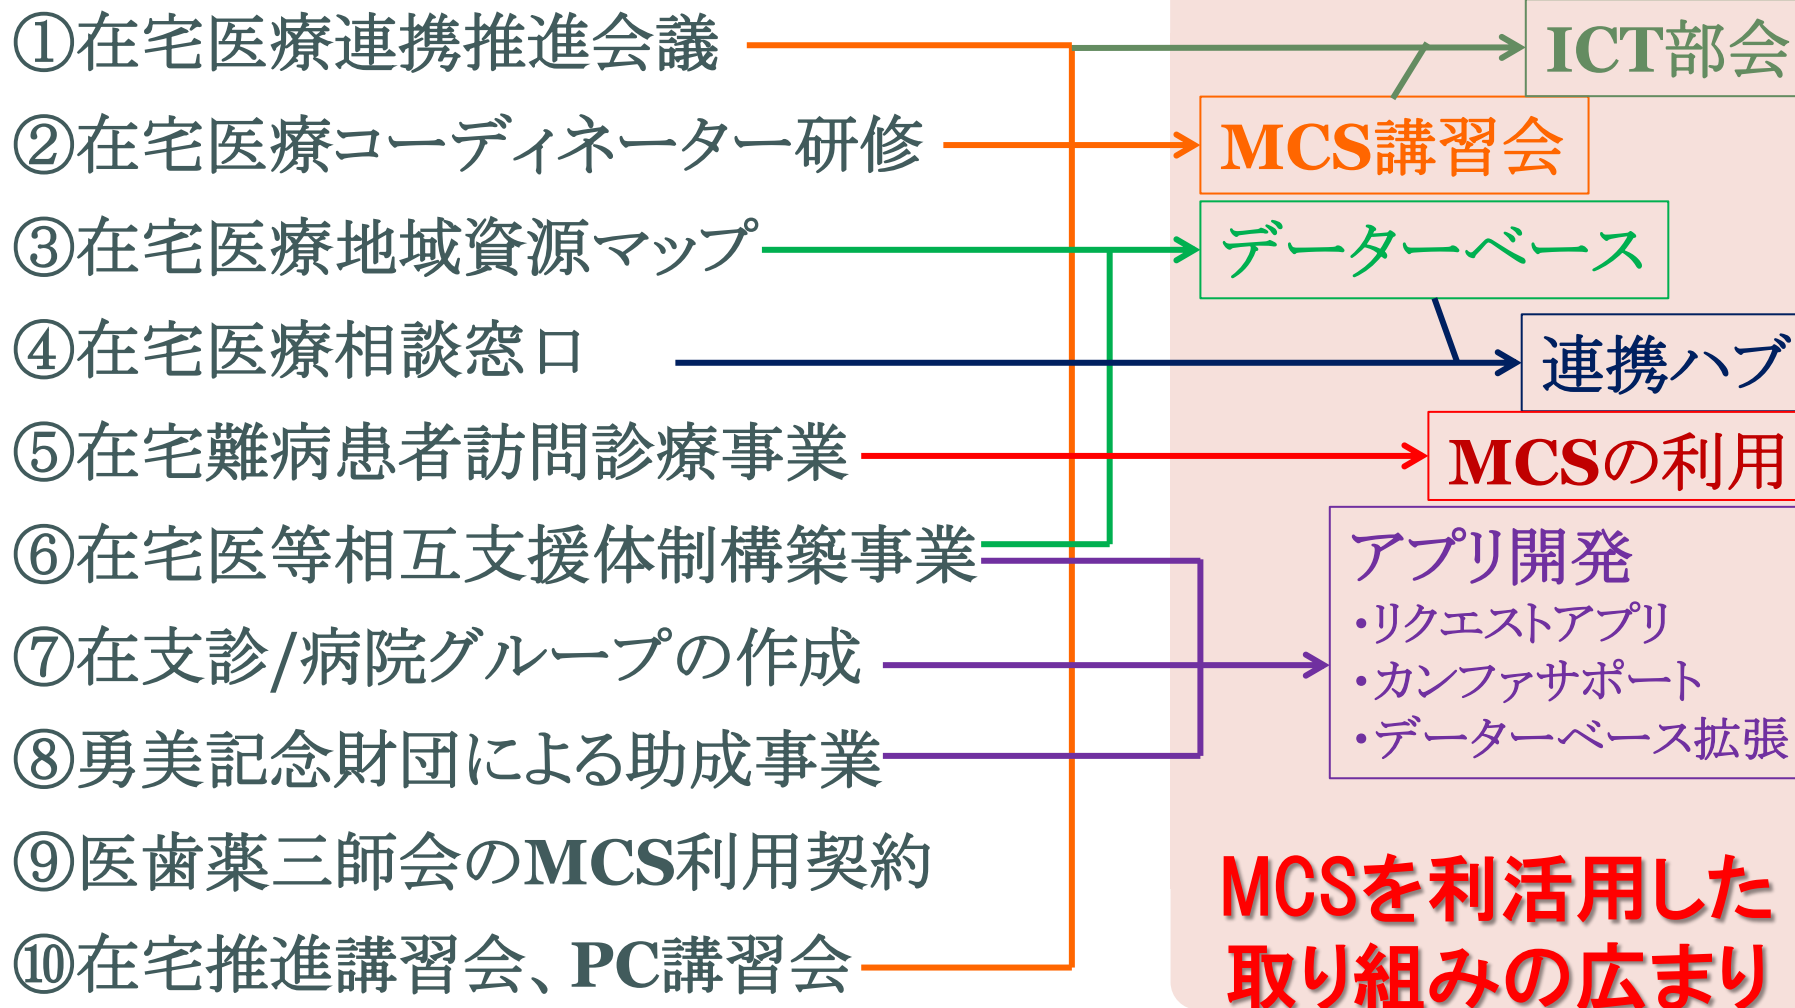 ①在宅医療連携推進会議
②在宅医療コーディネーター研修
③在宅医療地域資源マップ
④在宅医療相談窓口
⑤在宅難病患者訪問診療事業
⑥在宅医等相互支援体制構築事業
⑦在支診/病院グループの作成
⑧勇美記念財団による助成事業
⑨医歯薬三師会のMCS利用契約
⑩在宅推進講習会、PC講習会
ICT部会
MCS講習会
データーベース
連携ハブ
MCSの利用
アプリ開発
・リクエストアプリ
・カンファサポート
・データーベース拡張
MCSを利活用した
取り組みの広まり